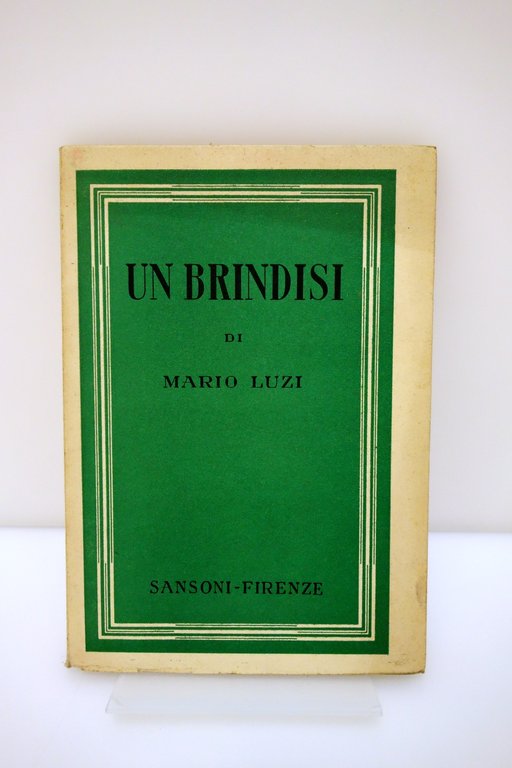 UN BRINDISI
DI
MARIO LUZI
SANSONI-FIRENZE